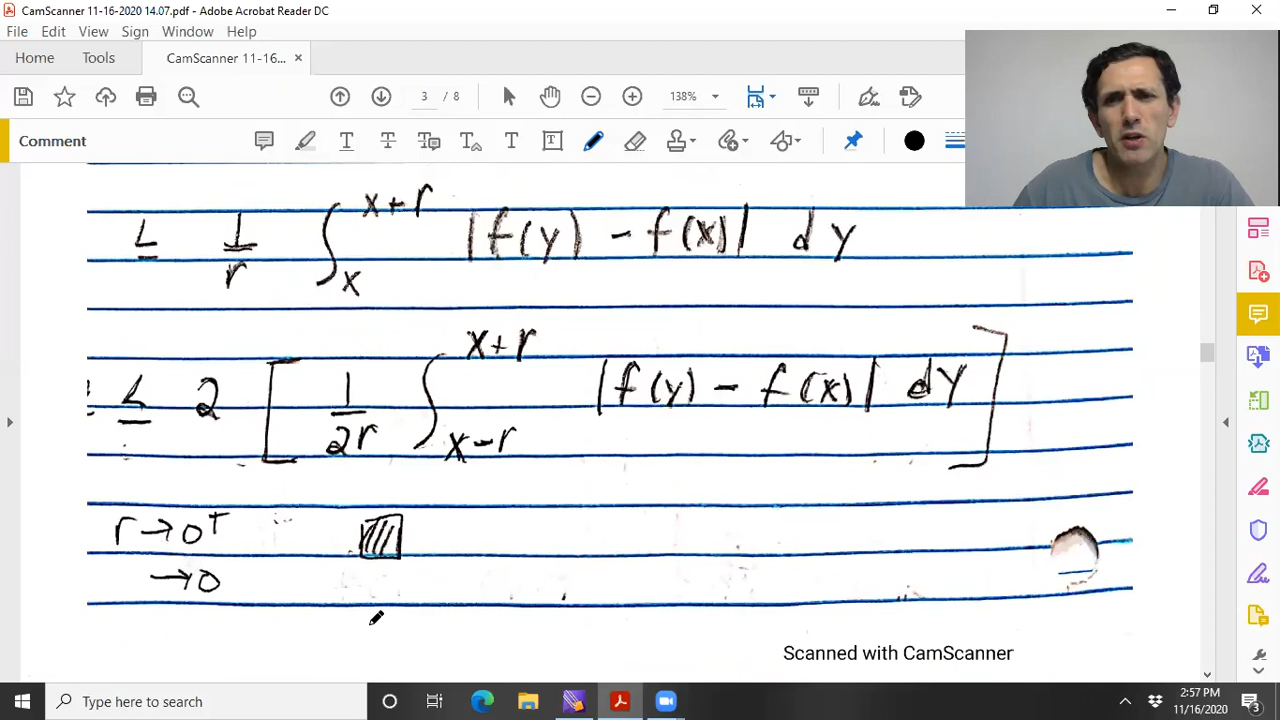 CamScanner 11-16-2020 14.07.pdf - Adobe Acrobat Reader DC
File Edit View Sign Window Help
Home Tools CamScanner 11-16... ×
3 / 8 138%
Comment
≤ 1/r ∫_x^{x+r} |f(y) - f(x)| dy
≤ 2 [ 1/2r ∫_{x-r}^{x+r} |f(y) - f(x)| dy ]
r → 0⁺
→ 0
Scanned with CamScanner
Type here to search
2:57 PM
11/16/2020
3